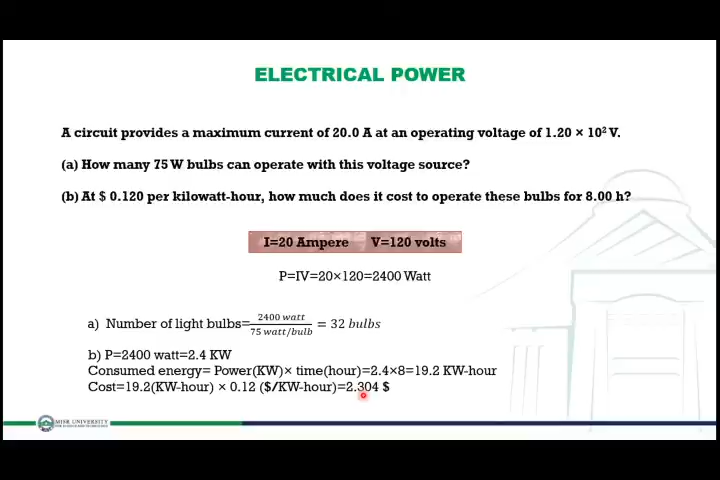 ELECTRICAL POWER
A circuit provides a maximum current of 20.0 A at an operating voltage of 1.20 × 10² V.
(a) How many 75 W bulbs can operate with this voltage source?
(b) At $ 0.120 per kilowatt-hour, how much does it cost to operate these bulbs for 8.00 h?
I=20 Ampere V=120 volts
P=IV=20×120=2400 Watt
a) Number of light bulbs= 2400 watt / 75 watt/bulb = 32 bulbs
b) P=2400 watt=2.4 KW
Consumed energy= Power(KW)× time(hour)=2.4×8=19.2 KW-hour
Cost=19.2(KW-hour) × 0.12 ($/KW-hour)=2.304 $
MISR UNIVERSITY